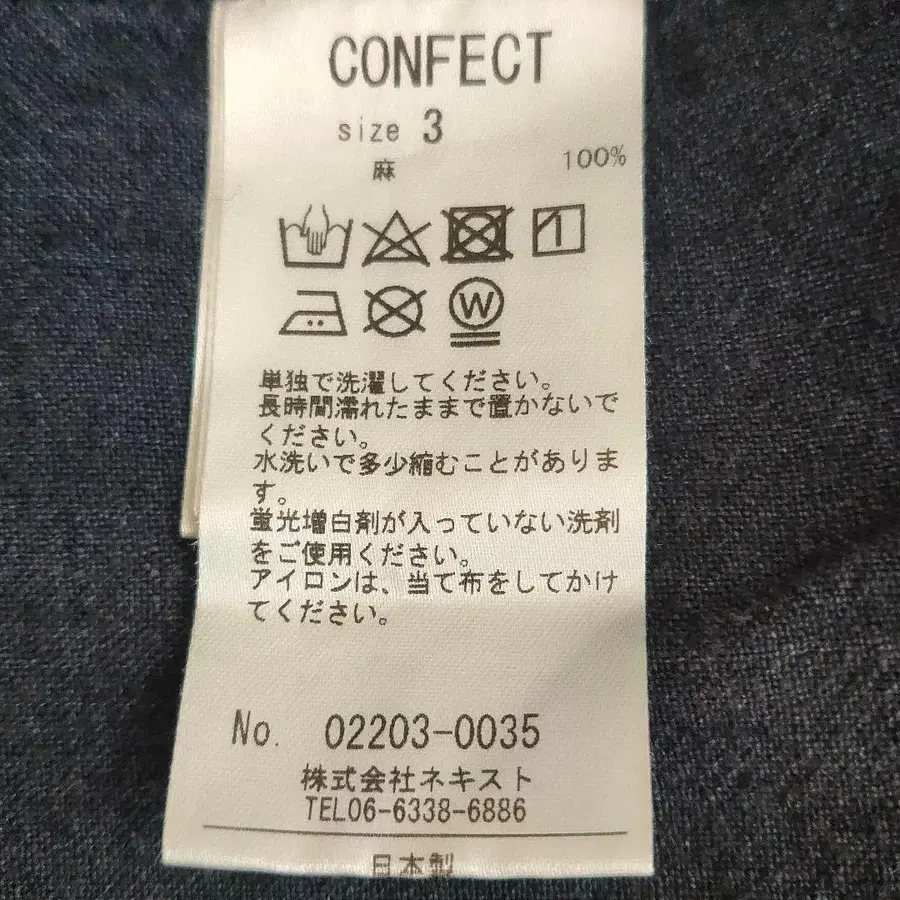 CONFECT
size 3
麻 100%
W
単独で洗濯してください。
長時間濡れたままで置かないで
ください。
水洗いで多少縮むことがありま
す。
蛍光増白剤が入っていない洗剤
をご使用ください。
アイロンは、当て布をしてかけ
てください。
No. 02203-0035
株式会社ネキスト
TEL06-6338-6886
日本製